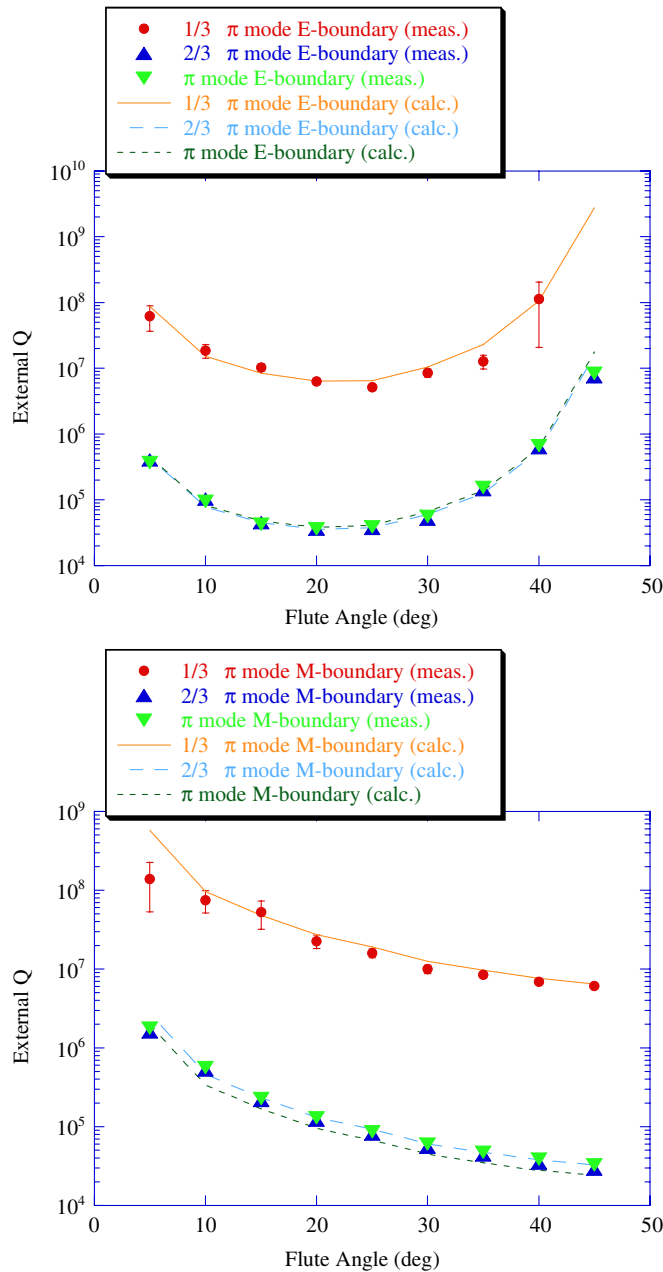 1/3 π mode E-boundary (meas.)
2/3 π mode E-boundary (meas.)
π mode E-boundary (meas.)
1/3 π mode E-boundary (calc.)
2/3 π mode E-boundary (calc.)
π mode E-boundary (calc.)
10^10
10^9
10^8
10^7
10^6
10^5
10^4
External Q
0 10 20 30 40 50
Flute Angle (deg)
1/3 π mode M-boundary (meas.)
2/3 π mode M-boundary (meas.)
π mode M-boundary (meas.)
1/3 π mode M-boundary (calc.)
2/3 π mode M-boundary (calc.)
π mode M-boundary (calc.)
10^9
10^8
10^7
10^6
10^5
10^4
External Q
0 10 20 30 40 50
Flute Angle (deg)